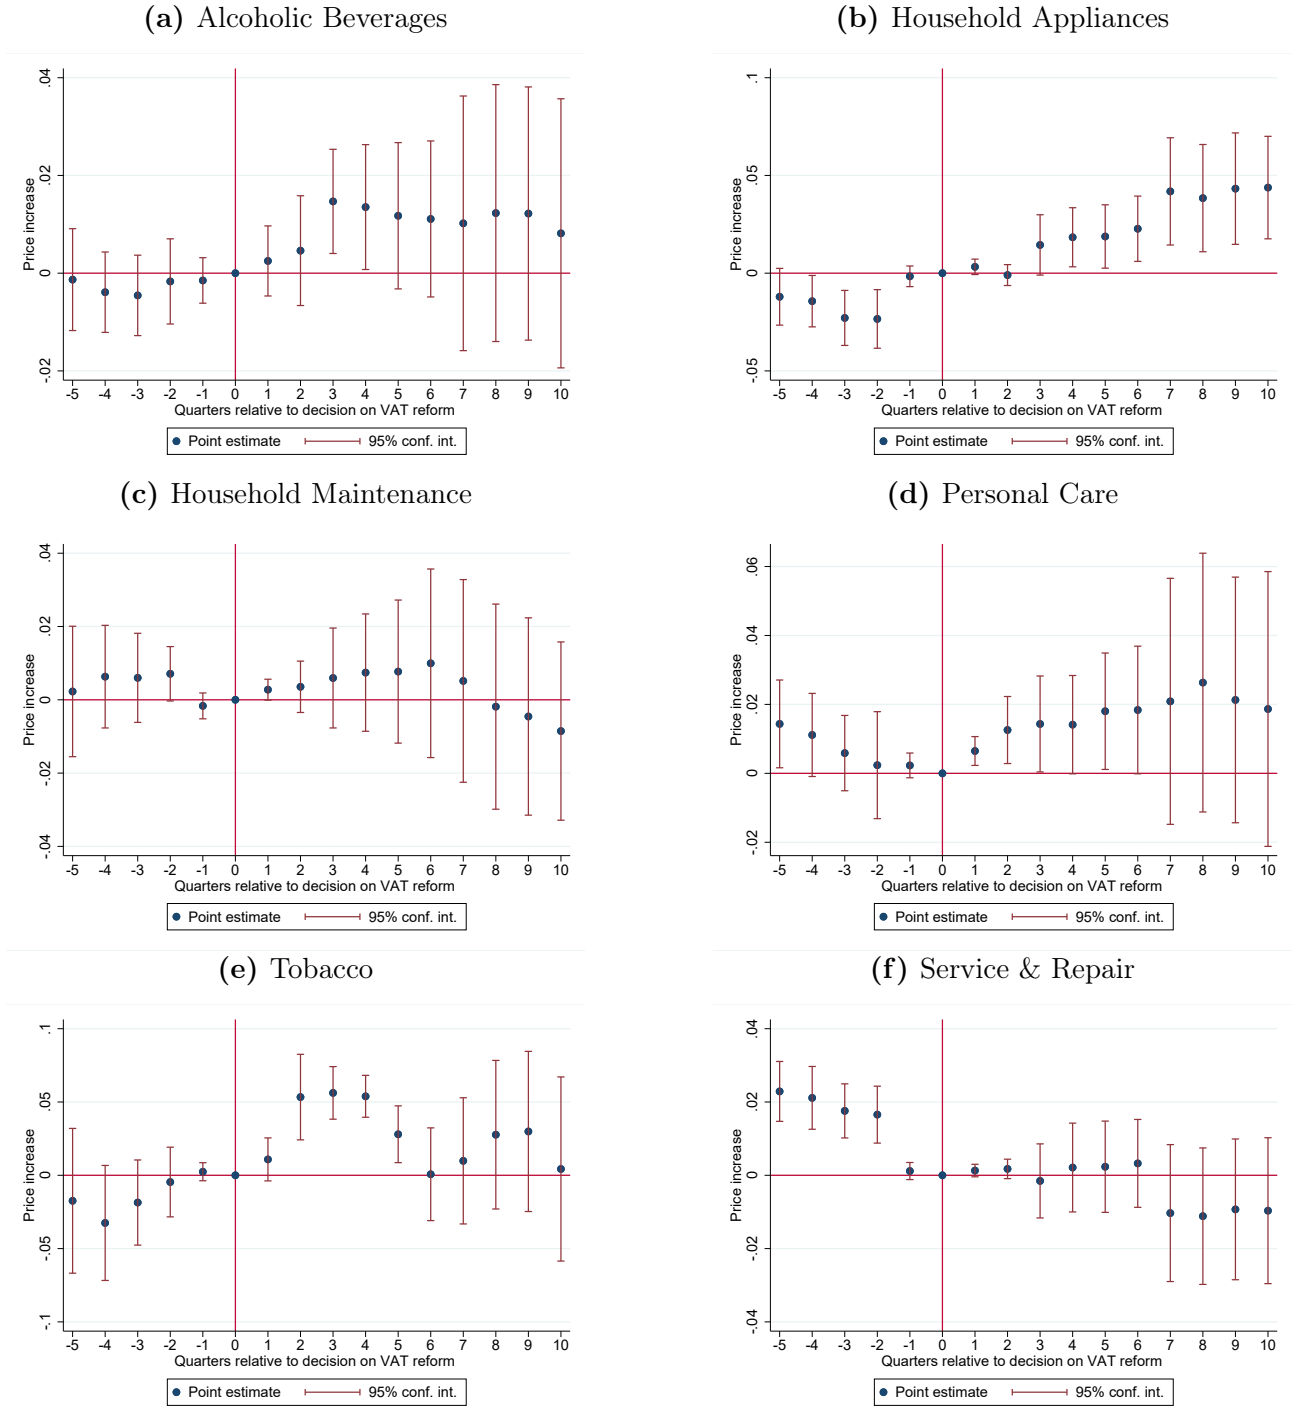 (a) Alcoholic Beverages
Price increase
.04
.02
0
-.02
-5 -4 -3 -2 -1 0 1 2 3 4 5 6 7 8 9 10
Quarters relative to decision on VAT reform
Point estimate 95% conf. int.
(b) Household Appliances
Price increase
.1
.05
0
-.05
-5 -4 -3 -2 -1 0 1 2 3 4 5 6 7 8 9 10
Quarters relative to decision on VAT reform
Point estimate 95% conf. int.
(c) Household Maintenance
Price increase
.04
.02
0
-.02
-.04
-5 -4 -3 -2 -1 0 1 2 3 4 5 6 7 8 9 10
Quarters relative to decision on VAT reform
Point estimate 95% conf. int.
(d) Personal Care
Price increase
.06
.04
.02
0
-.02
-5 -4 -3 -2 -1 0 1 2 3 4 5 6 7 8 9 10
Quarters relative to decision on VAT reform
Point estimate 95% conf. int.
(e) Tobacco
Price increase
.1
.05
0
-.05
-.1
-5 -4 -3 -2 -1 0 1 2 3 4 5 6 7 8 9 10
Quarters relative to decision on VAT reform
Point estimate 95% conf. int.
(f) Service & Repair
Price increase
.04
.02
0
-.02
-.04
-5 -4 -3 -2 -1 0 1 2 3 4 5 6 7 8 9 10
Quarters relative to decision on VAT reform
Point estimate 95% conf. int.